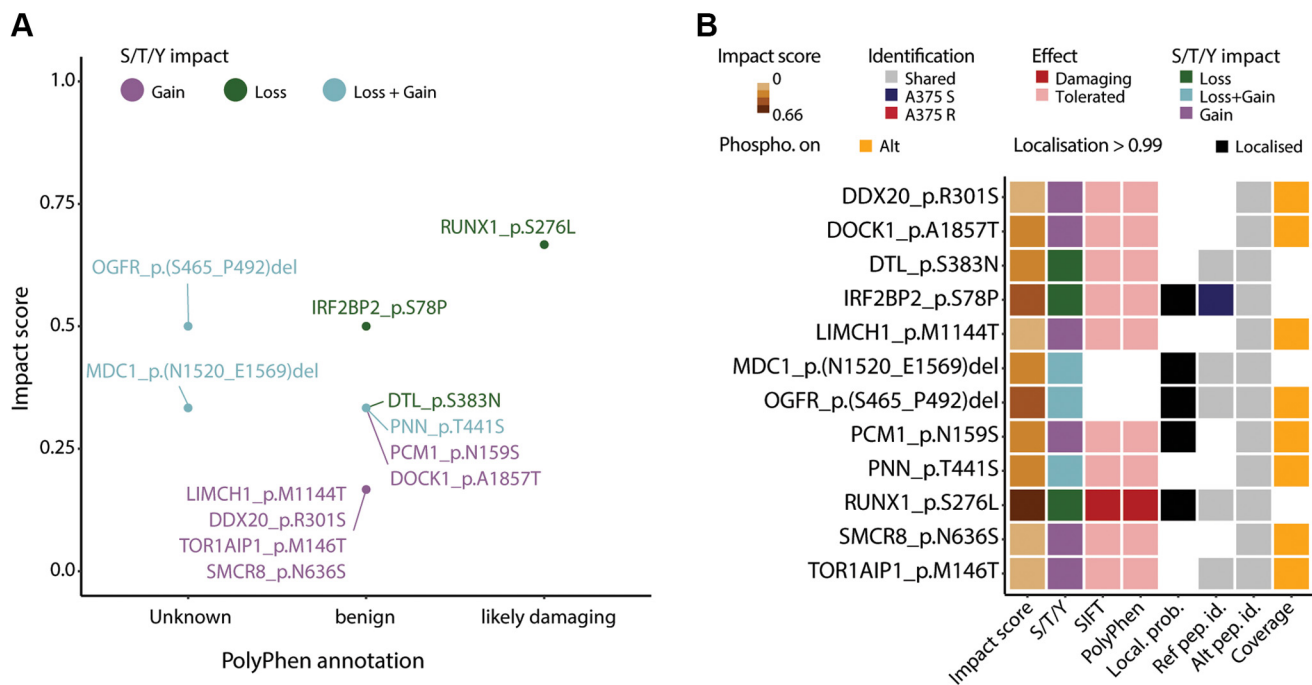 A
S/T/Y impact
Gain
Loss
Loss + Gain
Impact score
1.0
0.75
0.5
0.25
0.0
RUNX1_p.S276L
OGFR_p.(S465_P492)del
IRF2BP2_p.S78P
MDC1_p.(N1520_E1569)del
DTL_p.S383N
PNN_p.T441S
PCM1_p.N159S
DOCK1_p.A1857T
LIMCH1_p.M1144T
DDX20_p.R301S
TOR1AIP1_p.M146T
SMCR8_p.N636S
Unknown
benign
likely damaging
PolyPhen annotation
B
Impact score
0
0.66
Identification
Shared
A375 S
A375 R
Effect
Damaging
Tolerated
S/T/Y impact
Loss
Loss+Gain
Gain
Phospho. on
Alt
Localisation > 0.99
Localised
DDX20_p.R301S
DOCK1_p.A1857T
DTL_p.S383N
IRF2BP2_p.S78P
LIMCH1_p.M1144T
MDC1_p.(N1520_E1569)del
OGFR_p.(S465_P492)del
PCM1_p.N159S
PNN_p.T441S
RUNX1_p.S276L
SMCR8_p.N636S
TOR1AIP1_p.M146T
Impact score
S/T/Y
SIFT
PolyPhen
Local. prob.
Ref pep. id.
Alt pep. id.
Coverage